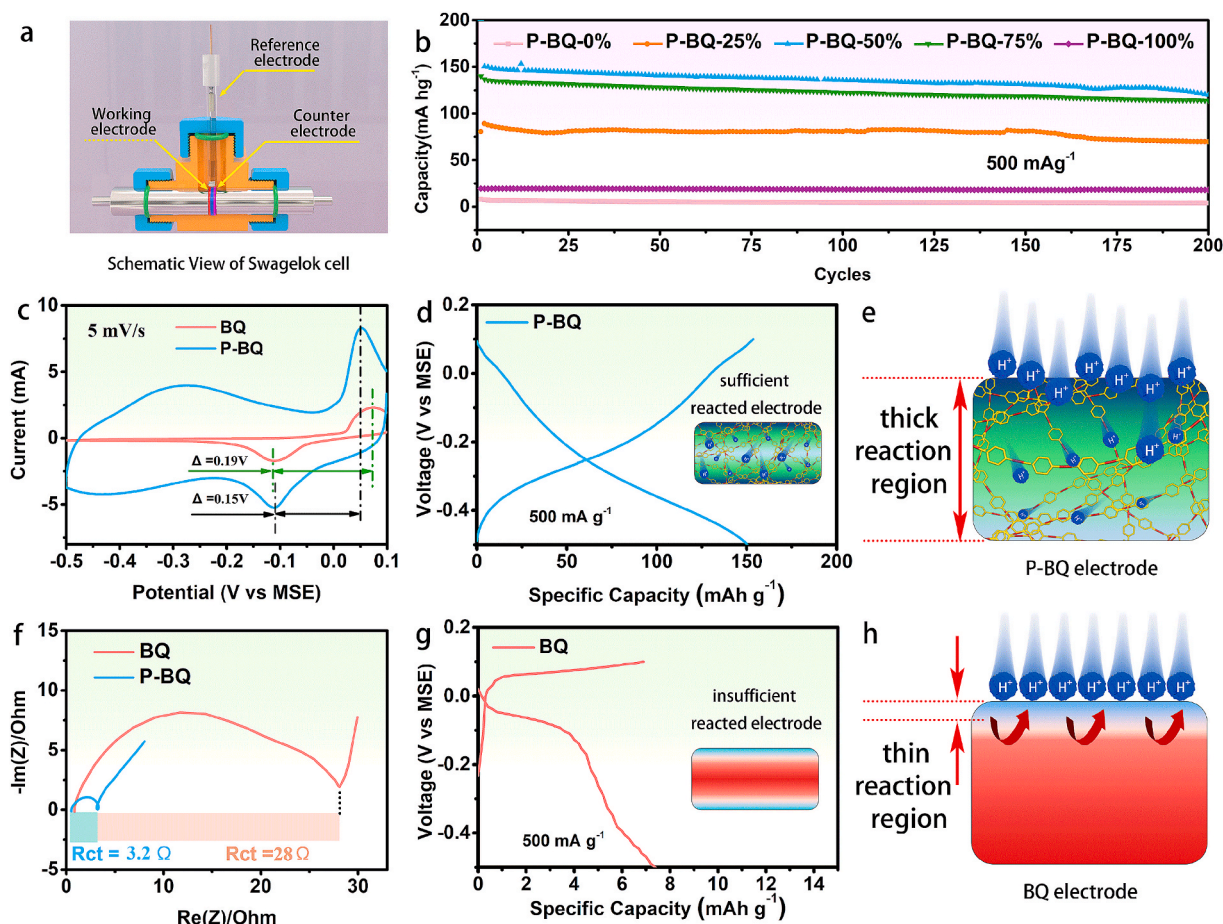 a
Reference
electrode
Working
electrode
Counter
electrode
Schematic View of Swagelok cell
b
P-BQ-0%
P-BQ-25%
P-BQ-50%
P-BQ-75%
P-BQ-100%
Capacity(mA hg⁻¹)
200
150
125
100
75
50
25
0
500 mAg⁻¹
25
50
75
100
125
150
175
200
Cycles
c
5 mV/s
BQ
P-BQ
Current (mA)
10
5
0
-5
Δ =0.19V
Δ =0.15V
-0.5
-0.4
-0.3
-0.2
-0.1
0.0
0.1
Potential (V vs MSE)
d
P-BQ
Voltage (V vs MSE)
0.2
0.0
-0.2
-0.4
sufficient
reacted electrode
500 mA g⁻¹
0
50
100
150
200
Specific Capacity (mAh g⁻¹)
e
H⁺ H⁺ H⁺ H⁺ H⁺ H⁺ H⁺
thick
reaction
region
P-BQ electrode
f
BQ
P-BQ
-Im(Z)/Ohm
15
10
5
0
-5
Rct = 3.2 Ω
Rct =28 Ω
0
10
20
30
Re(Z)/Ohm
g
BQ
Voltage (V vs MSE)
0.2
0.0
-0.2
-0.4
insufficient
reacted electrode
500 mA g⁻¹
0
2
4
6
8
10
12
14
Specific Capacity (mAh g⁻¹)
h
H⁺ H⁺ H⁺ H⁺ H⁺ H⁺ H⁺
thin
reaction
region
BQ electrode